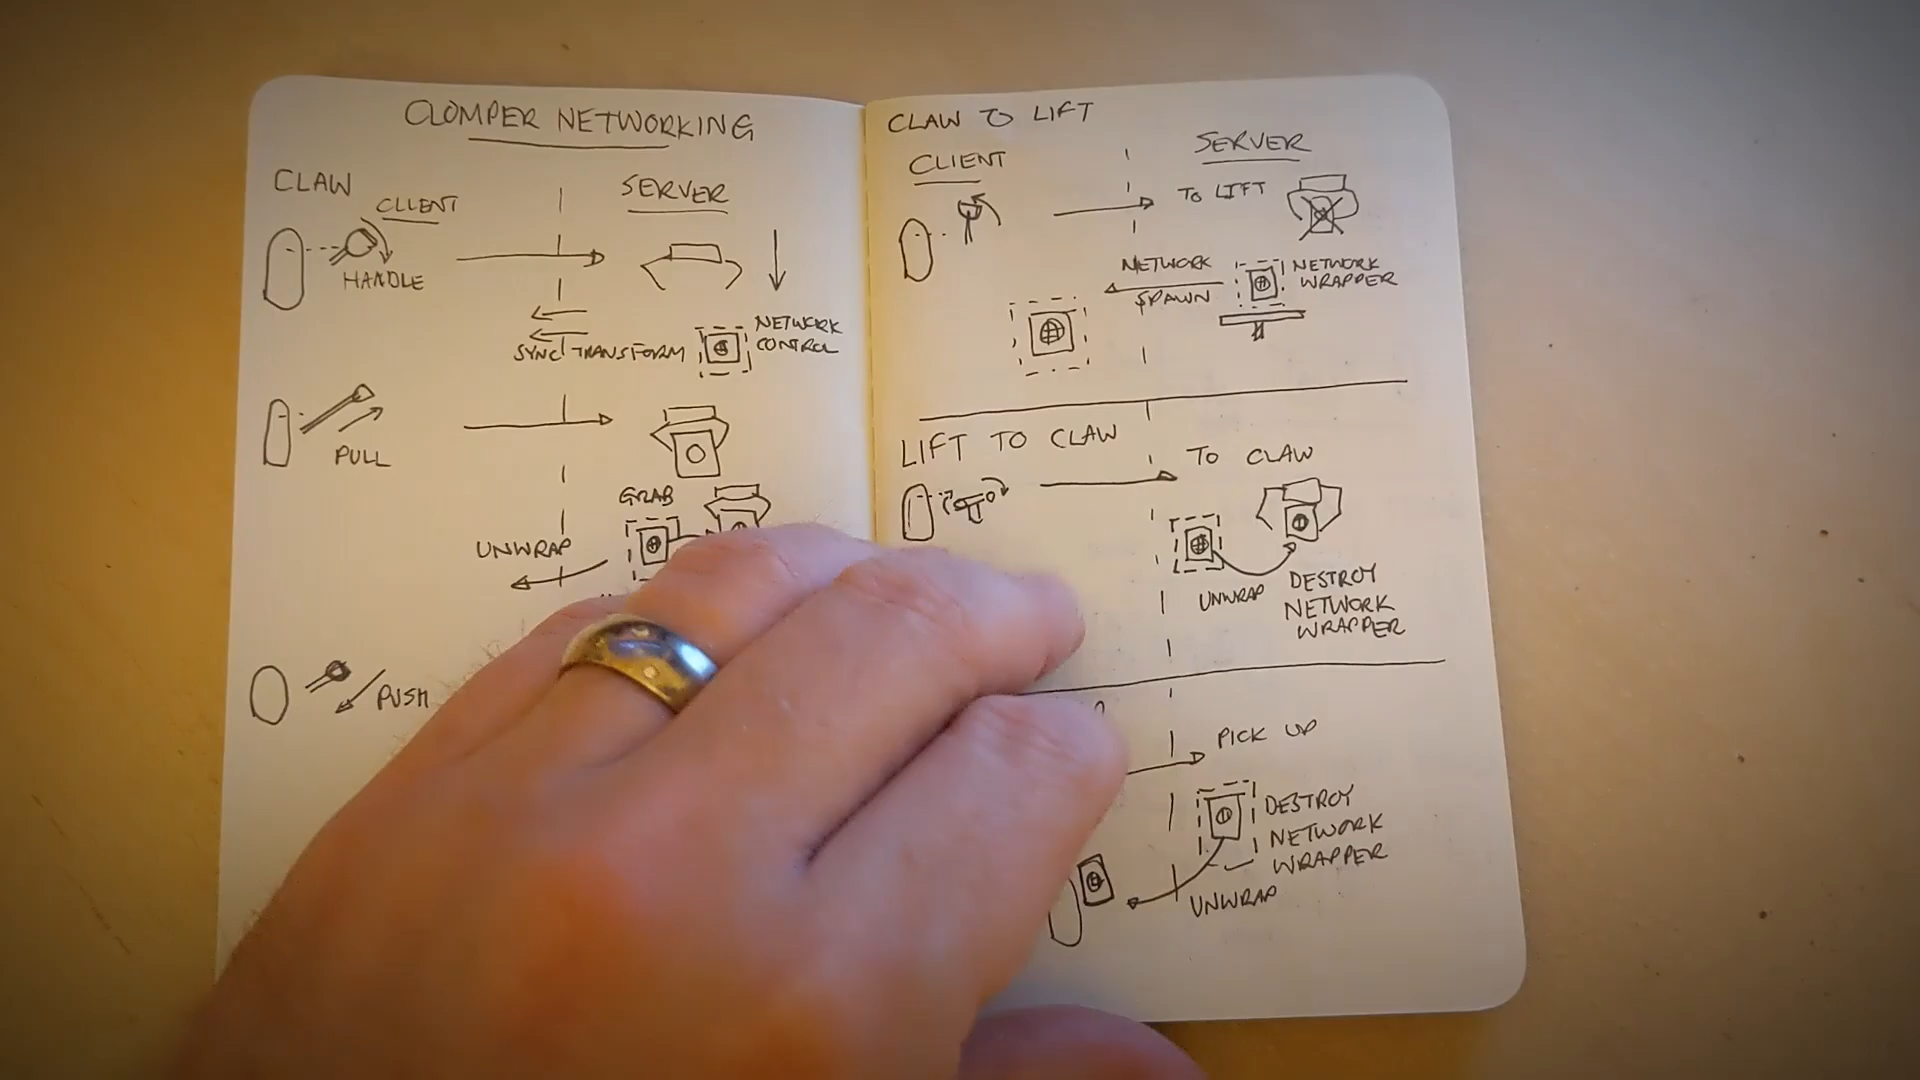 CLOMPER NETWORKING
CLAW
CLIENT
SERVER
HANDLE
SYNC TRANSFORM
NETWORK
CONTROL
PULL
GRAB
UNWRAP
PUSH
CLAW TO LIFT
CLIENT
SERVER
TO LIFT
NETWORK
SPAWN
NETWORK
WRAPPER
LIFT TO CLAW
TO CLAW
UNWRAP
DESTROY
NETWORK
WRAPPER
PICK UP
DESTROY
NETWORK
WRAPPER
UNWRAP